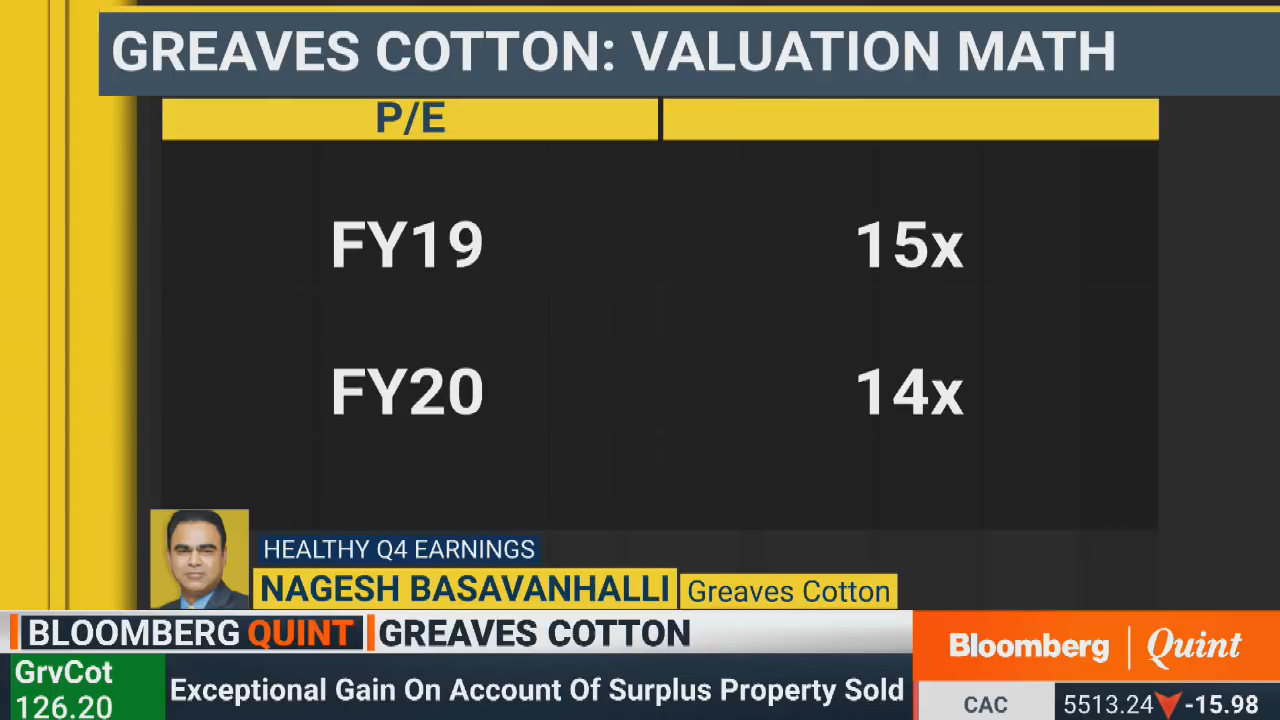 GREAVES COTTON: VALUATION MATH
P/E
FY19 15x
FY20 14x
HEALTHY Q4 EARNINGS
NAGESH BASAVANHALLI Greaves Cotton
BLOOMBERG QUINT GREAVES COTTON
Bloomberg | Quint
GrvCot
126.20
Exceptional Gain On Account Of Surplus Property Sold
CAC 5513.24 -15.98